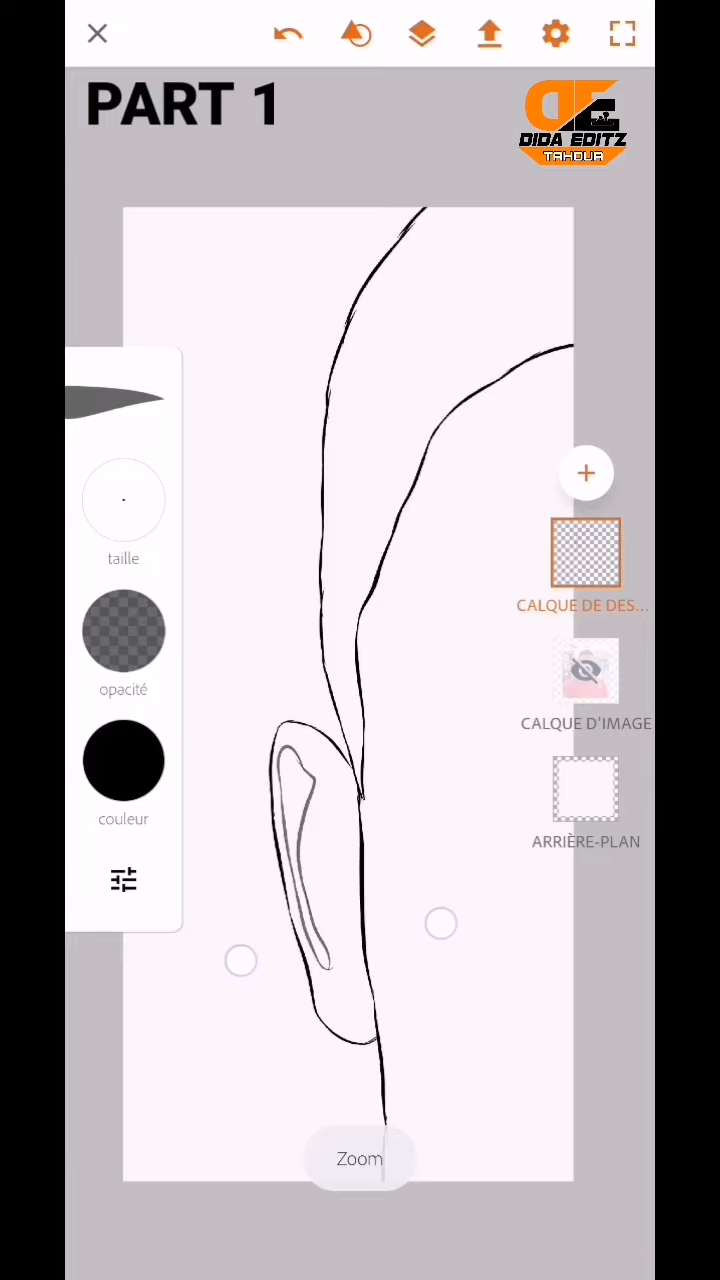 PART 1
DIDA EDITZ
TAHOUR
taille
opacité
couleur
CALQUE DE DES...
CALQUE D'IMAGE
ARRIÈRE-PLAN
Zoom